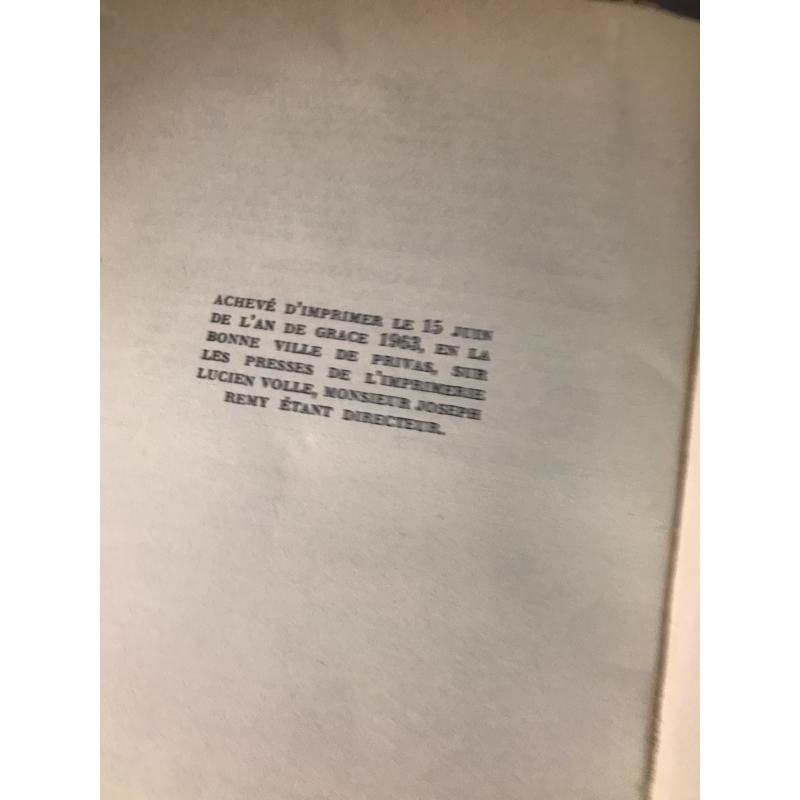 ACHEVÉ D'IMPRIMER LE 15 JUIN
DE L'AN DE GRACE 1963, EN LA
BONNE VILLE DE PRIVAS, SUR
LES PRESSES DE L'IMPRIMERIE
LUCIEN VOLLE, MONSIEUR JOSEPH
REMY ÉTANT DIRECTEUR.